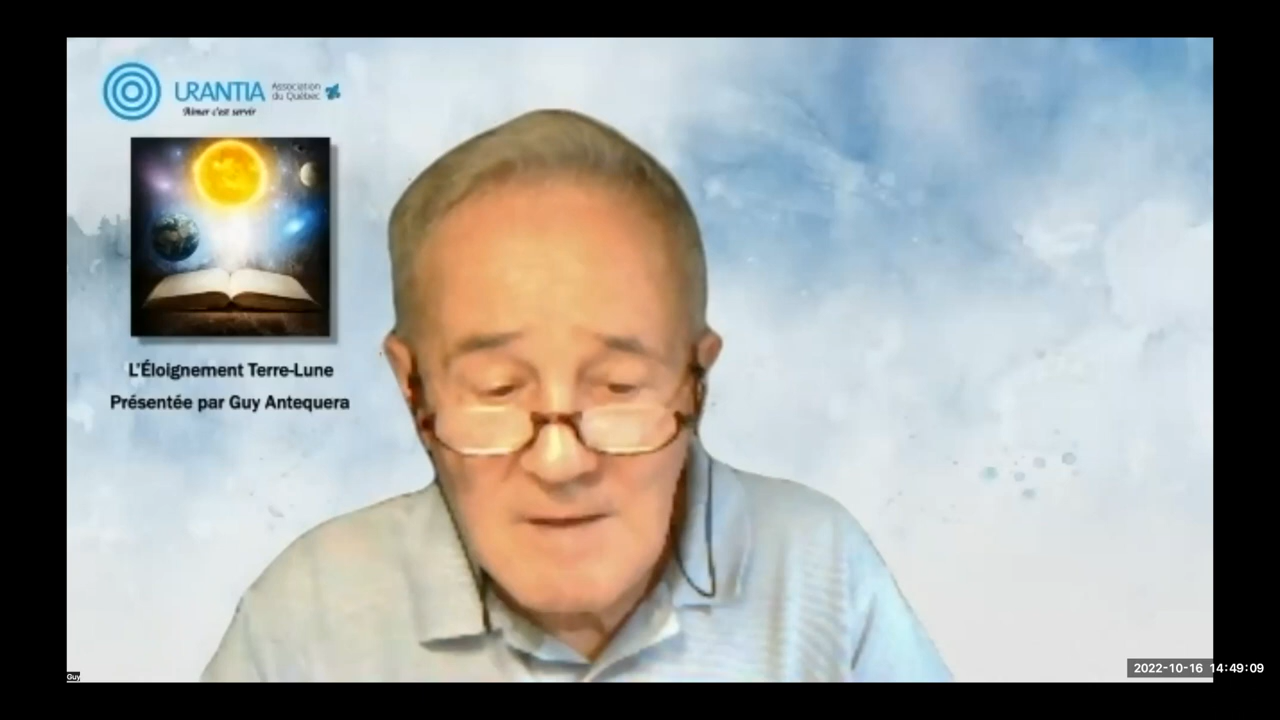 URANTIA Association
du Québec
Aimer c'est servir
L'Éloignement Terre-Lune
Présentée par Guy Antequera
Guy
2022-10-16 14:49:09